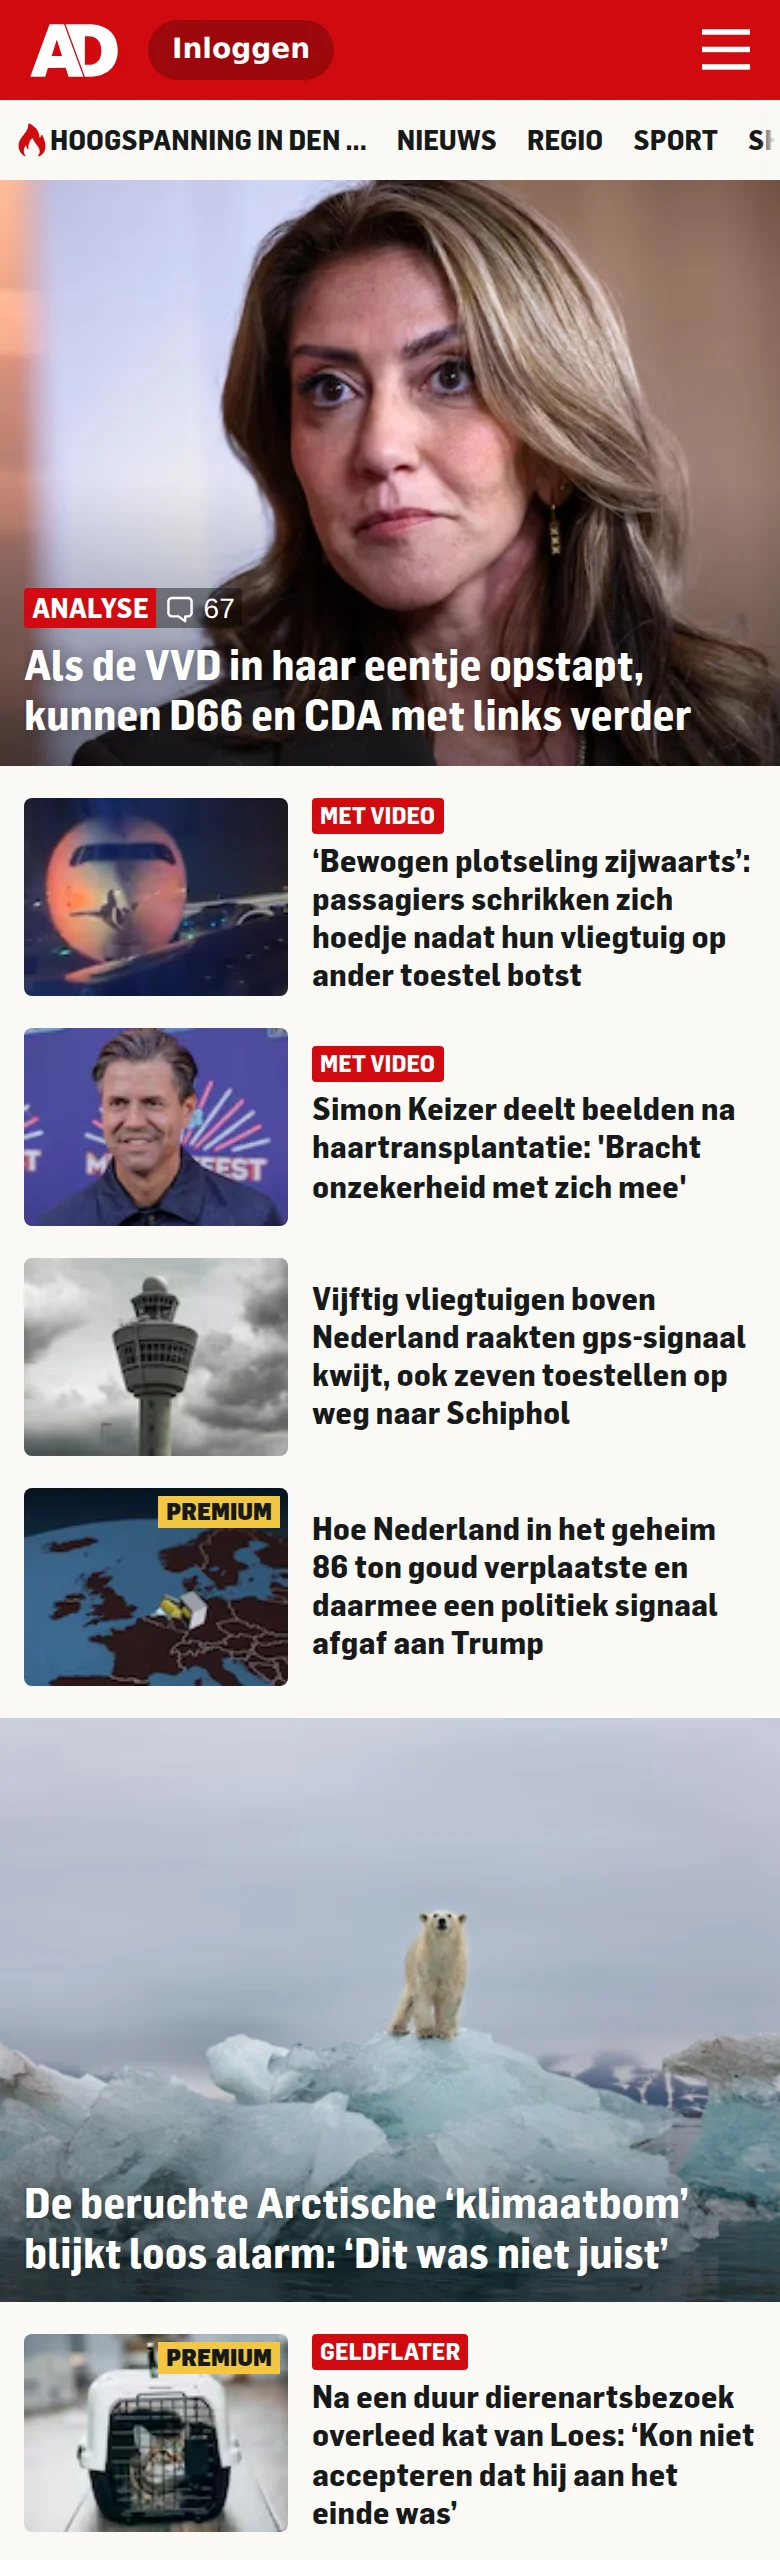 AD
Inloggen
HOOGSPANNING IN DEN ... NIEUWS REGIO SPORT
ANALYSE 67
Als de VVD in haar eentje opstapt,
kunnen D66 en CDA met links verder
MET VIDEO
‘Bewogen plotseling zijwaarts’:
passagiers schrikken zich
hoedje nadat hun vliegtuig op
ander toestel botst
MET VIDEO
Simon Keizer deelt beelden na
haartransplantatie: 'Bracht
onzekerheid met zich mee'
Vijftig vliegtuigen boven
Nederland raakten gps-signaal
kwijt, ook zeven toestellen op
weg naar Schiphol
PREMIUM
Hoe Nederland in het geheim
86 ton goud verplaatste en
daarmee een politiek signaal
afgaf aan Trump
De beruchte Arctische ‘klimaatbom’
blijkt loos alarm: ‘Dit was niet juist’
PREMIUM
GELDFLATER
Na een duur dierenartsbezoek
overleed kat van Loes: ‘Kon niet
accepteren dat hij aan het
einde was’